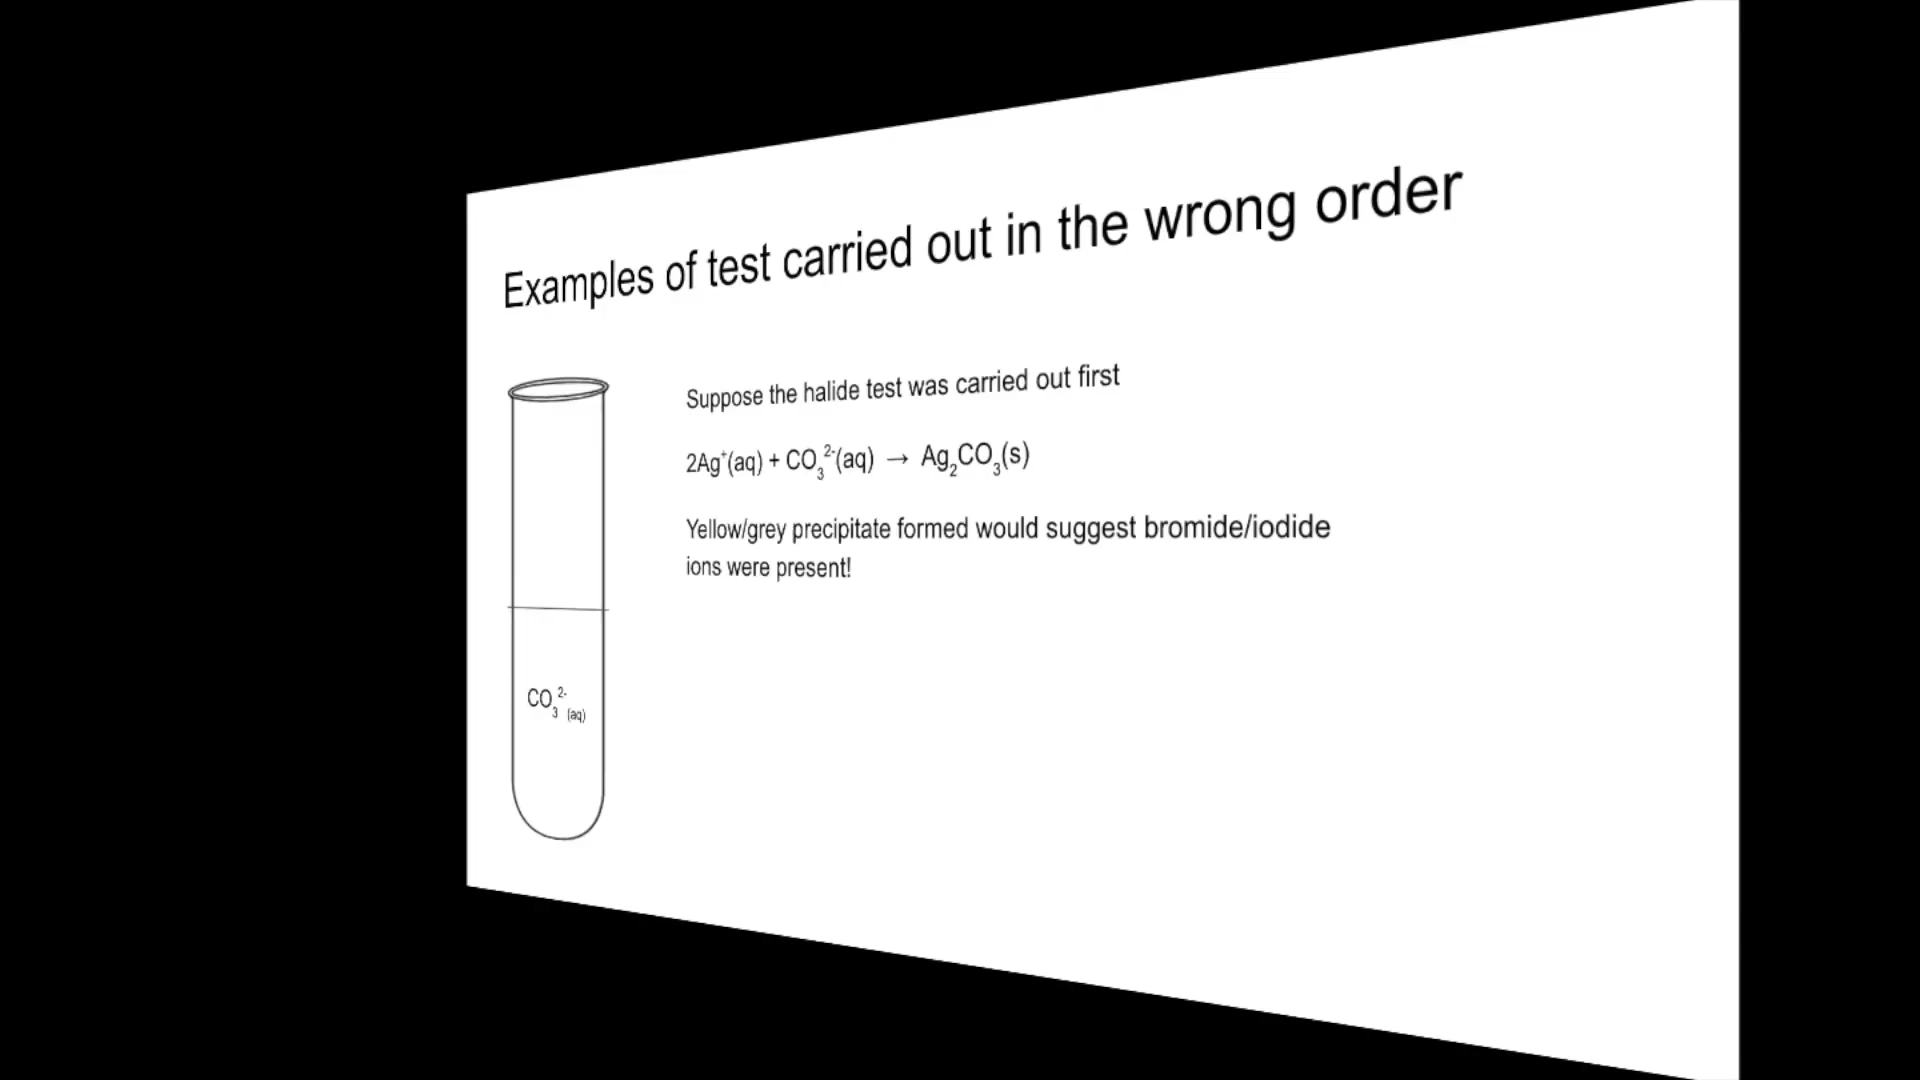 Examples of test carried out in the wrong order
Suppose the halide test was carried out first
2Ag⁺(aq) + CO₃²⁻(aq) → Ag₂CO₃(s)
Yellow/grey precipitate formed would suggest bromide/iodide
ions were present!
CO₃²⁻(aq)